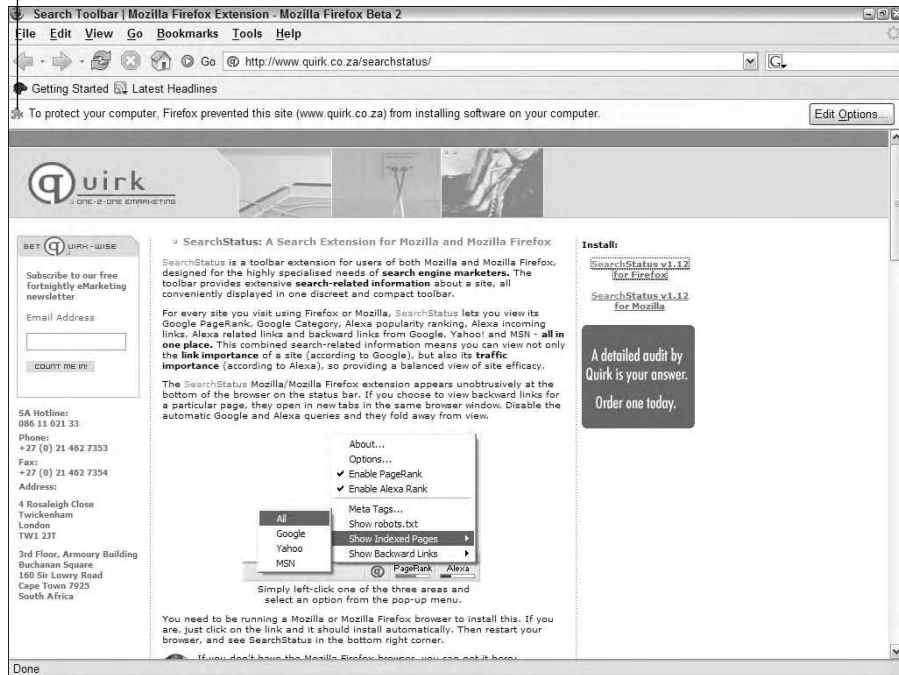 Search Toolbar | Mozilla Firefox Extension - Mozilla Firefox Beta 2
File Edit View Go Bookmarks Tools Help
Go http://www.quirk.co.za/searchstatus/
G
Getting Started Latest Headlines
To protect your computer, Firefox prevented this site (www.quirk.co.za) from installing software on your computer.
Edit Options...
quirk
ONE-2-ONE EMARKETING
GET QUIRK-WISE
Subscribe to our free
fortnightly eMarketing
newsletter
Email Address
COUNT ME IN!
SA Hotline:
086 11 021 33
Phone:
+27 (0) 21 462 7353
Fax:
+27 (0) 21 462 7354
Address:
4 Rosaleigh Close
Twickenham
London
TW1 2JT
3rd Floor, Armoury Building
Buchanan Square
160 Sir Lowry Road
Cape Town 7925
South Africa
SearchStatus: A Search Extension for Mozilla and Mozilla Firefox
SearchStatus is a toolbar extension for users of both Mozilla and Mozilla Firefox,
designed for the highly specialised needs of search engine marketers. The
toolbar provides extensive search-related information about a site, all
conveniently displayed in one discreet and compact toolbar.
For every site you visit using Firefox or Mozilla, SearchStatus lets you view its
Google PageRank, Google Category, Alexa popularity ranking, Alexa incoming
links, Alexa related links and backward links from Google, Yahoo! and MSN - all in
one place. This combined search-related information means you can view not only
the link importance of a site (according to Google), but also its traffic
importance (according to Alexa), so providing a balanced view of site efficacy.
The SearchStatus Mozilla/Mozilla Firefox extension appears unobtrusively at the
bottom of the browser on the status bar. If you choose to view backward links for
a particular page, they open in new tabs in the same browser window. Disable the
automatic Google and Alexa queries and they fold away from view.
About...
Options...
Enable PageRank
Enable Alexa Rank
Meta Tags...
Show robots.txt
Show Indexed Pages
Show Backward Links
All
Google
Yahoo
MSN
PageRank Alexa
Simply left-click one of the three areas and
select an option from the pop-up menu.
You need to be running a Mozilla or Mozilla Firefox browser to install this. If you
are, just click on the link and it should install automatically. Then restart your
browser, and see SearchStatus in the bottom right corner.
If you don't have the Mozilla Firefox browser, you can get it here:
Install:
SearchStatus v1.12
for Firefox
SearchStatus v1.12
for Mozilla
A detailed audit by
Quirk is your answer.
Order one today.
Done